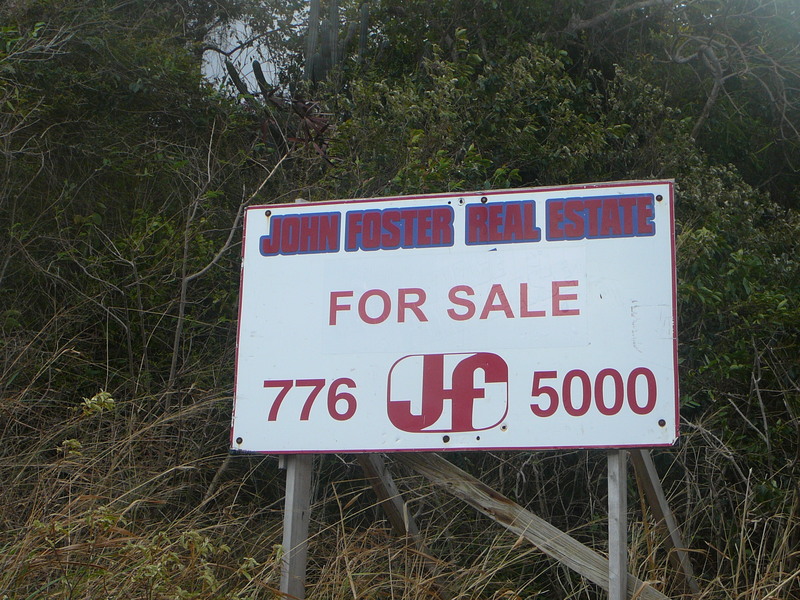 JOHN FOSTER REAL ESTATE
FOR SALE
776 Jf 5000